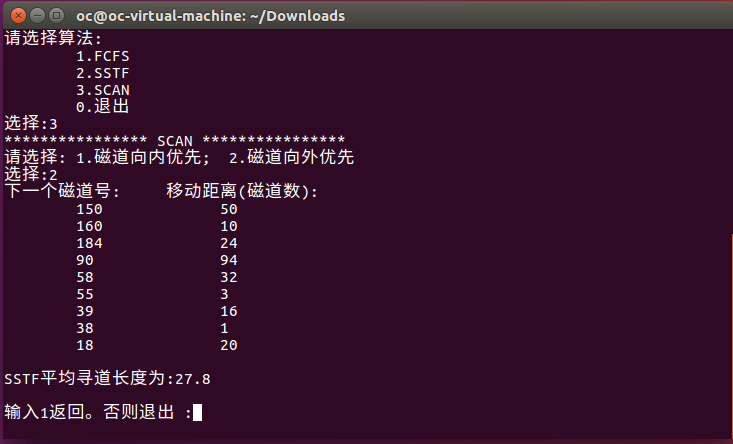 oc@oc-virtual-machine: ~/Downloads
请选择算法:
1.FCFS
2.SSTF
3.SCAN
0.退出
选择:3
**************** SCAN ****************
请选择: 1.磁道向内优先; 2.磁道向外优先
选择:2
下一个磁道号: 移动距离(磁道数):
150 50
160 10
184 24
90 94
58 32
55 3
39 16
38 1
18 20
SSTF平均寻道长度为:27.8
输入1返回。否则退出 :